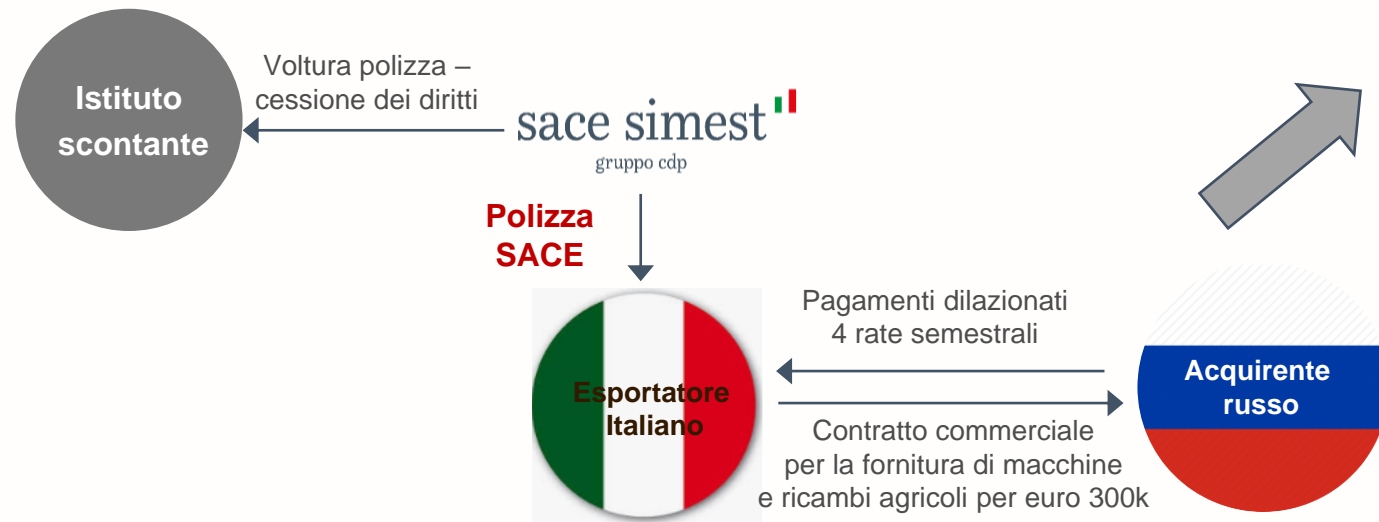 Istituto
scontante
Voltura polizza –
cessione dei diritti
sace simest
gruppo cdp
Polizza
SACE
Esportatore
Italiano
Pagamenti dilazionati
4 rate semestrali
Contratto commerciale
per la fornitura di macchine
e ricambi agricoli per euro 300k
Acquirente
russo